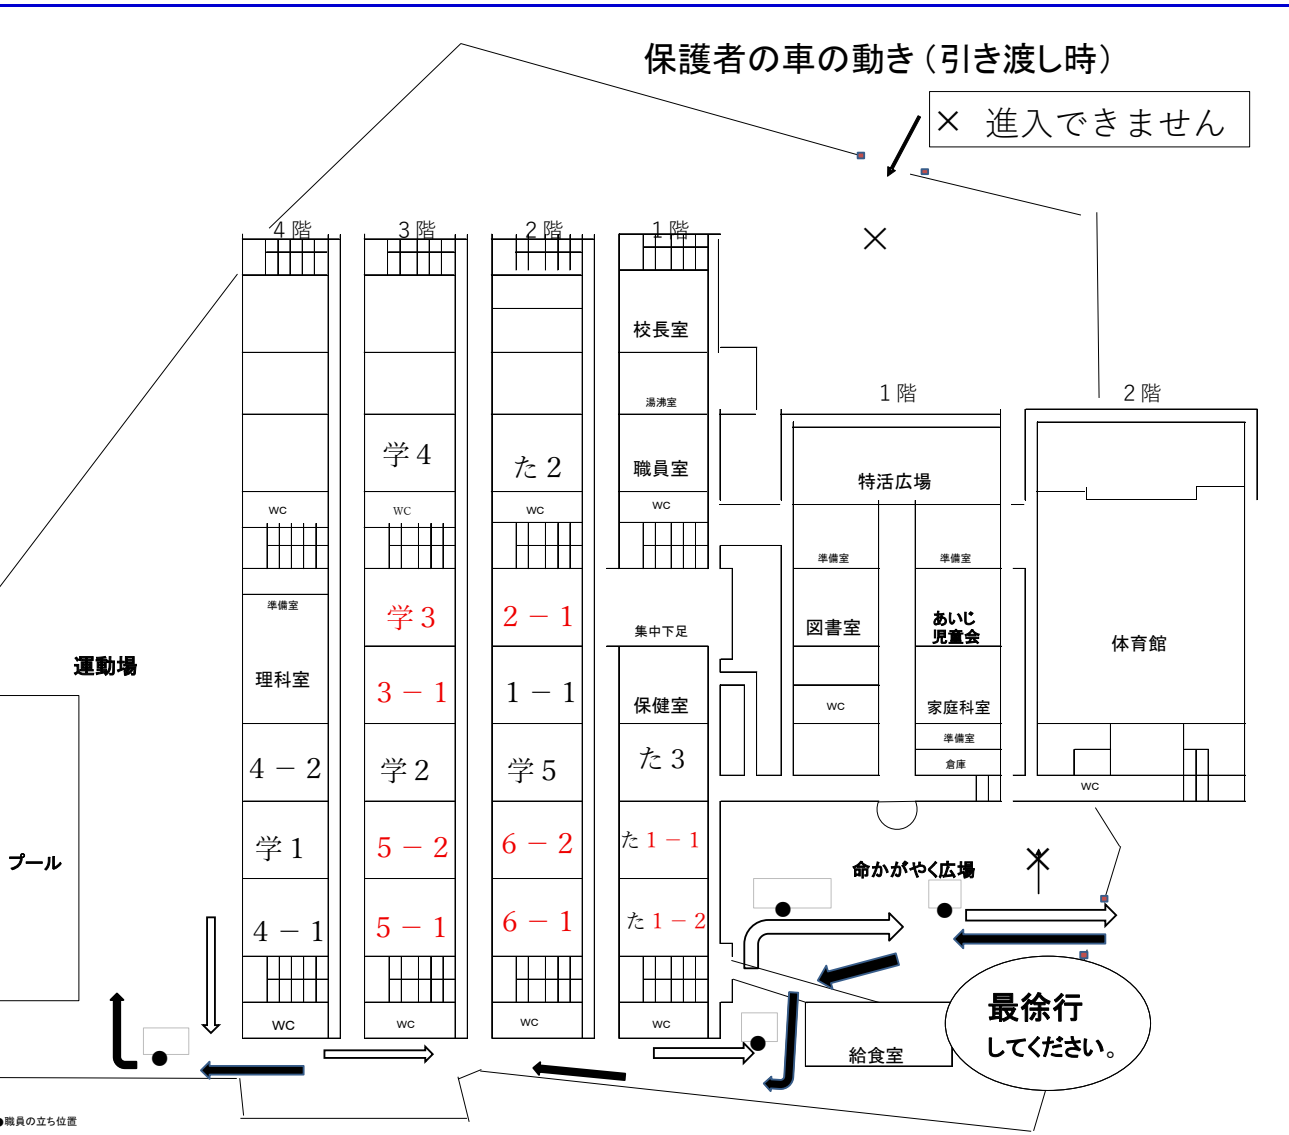 保護者の車の動き（引き渡し時）
× 進入できません
×
4階
3階
2階
1階
校長室
湯沸室
1階
2階
学4
た2
職員室
特活広場
WC
WC
WC
WC
準備室
準備室
準備室
学3
2－1
集中下足
図書室
あいじ
児童会
体育館
運動場
理科室
3－1
1－1
保健室
WC
家庭科室
準備室
倉庫
4－2
学2
学5
た3
WC
プール
学1
5－2
6－2
た1－1
命かがやく広場
4－1
5－1
6－1
た1－2
最徐行
してください。
WC
WC
WC
WC
給食室
●職員の立ち位置